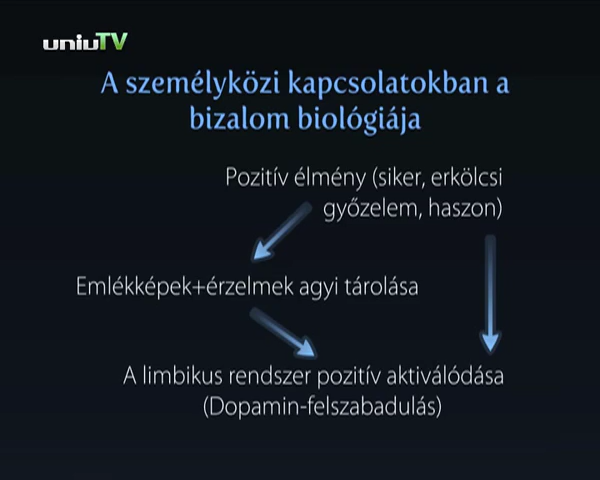 uniuTV
A személyközi kapcsolatokban a
bizalom biológiája
Pozitív élmény (siker, erkölcsi
győzelem, haszon)
Emlékképek+érzelmek agyi tárolása
A limbikus rendszer pozitív aktiválódása
(Dopamin-felszabadulás)